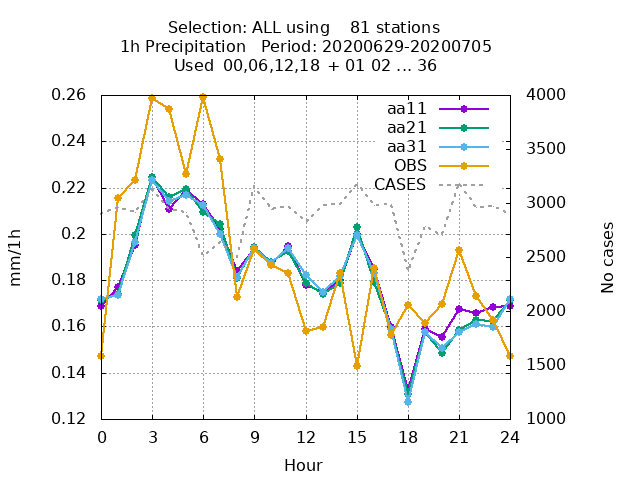 Selection: ALL using    81 stations
1h Precipitation   Period: 20200629-20200705
Used 00,06,12,18 + 01 02 ... 36
0.26
0.24
0.22
0.2
0.18
0.16
0.14
0.12
mm/1h
4000
3500
3000
2500
2000
1500
1000
No cases
aa11
aa21
aa31
OBS
CASES
0 3 6 9 12 15 18 21 24
Hour